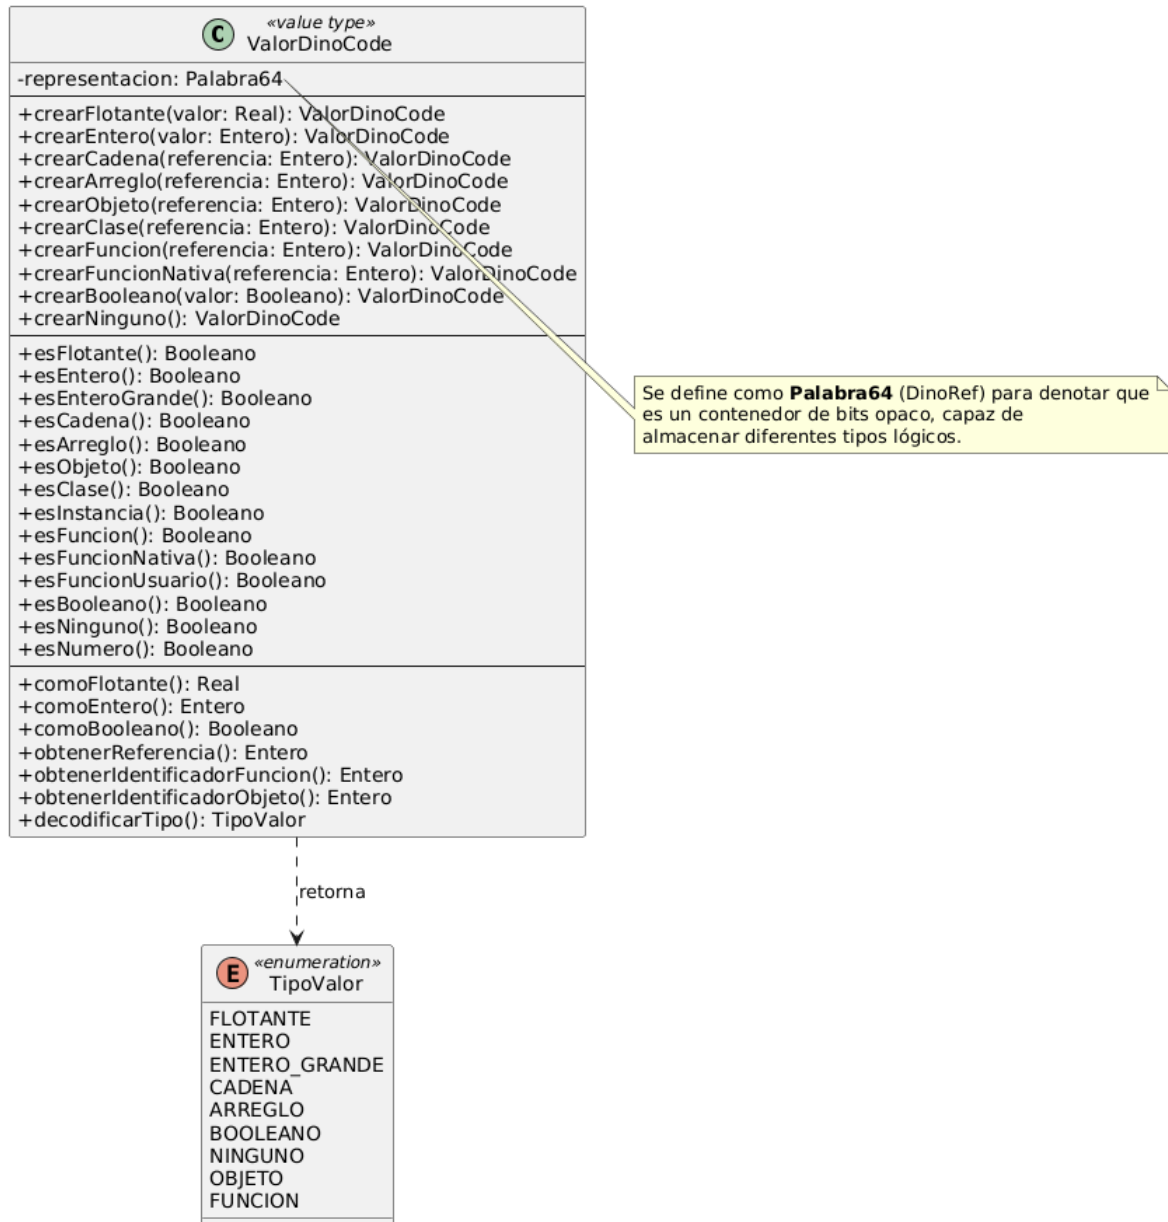 C
«value type»
ValorDinoCode
-representacion: Palabra64
+crearFlotante(valor: Real): ValorDinoCode
+crearEntero(valor: Entero): ValorDinoCode
+crearCadena(referencia: Entero): ValorDinoCode
+crearArreglo(referencia: Entero): ValorDinoCode
+crearObjeto(referencia: Entero): ValorDinoCode
+crearClase(referencia: Entero): ValorDinoCode
+crearFuncion(referencia: Entero): ValorDinoCode
+crearFuncionNativa(referencia: Entero): ValorDinoCode
+crearBooleano(valor: Booleano): ValorDinoCode
+crearNinguno(): ValorDinoCode
+esFlotante(): Booleano
+esEntero(): Booleano
+esEnteroGrande(): Booleano
+esCadena(): Booleano
+esArreglo(): Booleano
+esObjeto(): Booleano
+esClase(): Booleano
+esInstancia(): Booleano
+esFuncion(): Booleano
+esFuncionNativa(): Booleano
+esFuncionUsuario(): Booleano
+esBooleano(): Booleano
+esNinguno(): Booleano
+esNumero(): Booleano
+comoFlotante(): Real
+comoEntero(): Entero
+comoBooleano(): Booleano
+obtenerReferencia(): Entero
+obtenerIdentificadorFuncion(): Entero
+obtenerIdentificadorObjeto(): Entero
+decodificarTipo(): TipoValor
Se define como Palabra64 (DinoRef) para denotar que
es un contenedor de bits opaco, capaz de
almacenar diferentes tipos lógicos.
retorna
E
«enumeration»
TipoValor
FLOTANTE
ENTERO
ENTERO_GRANDE
CADENA
ARREGLO
BOOLEANO
NINGUNO
OBJETO
FUNCION